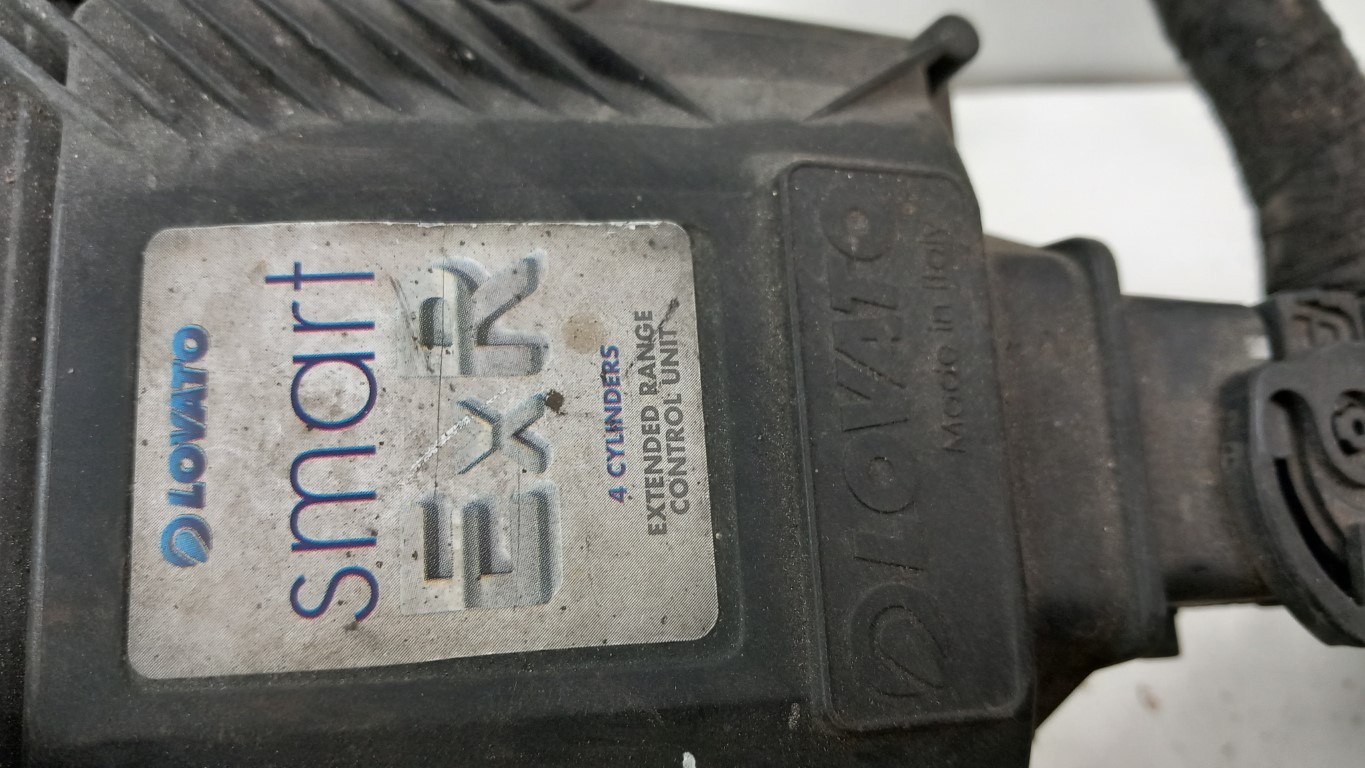 LOVATO
smart
ExR
4 CYLINDERS
EXTENDED RANGE
CONTROL UNIT
LOVATO
Made in Italy